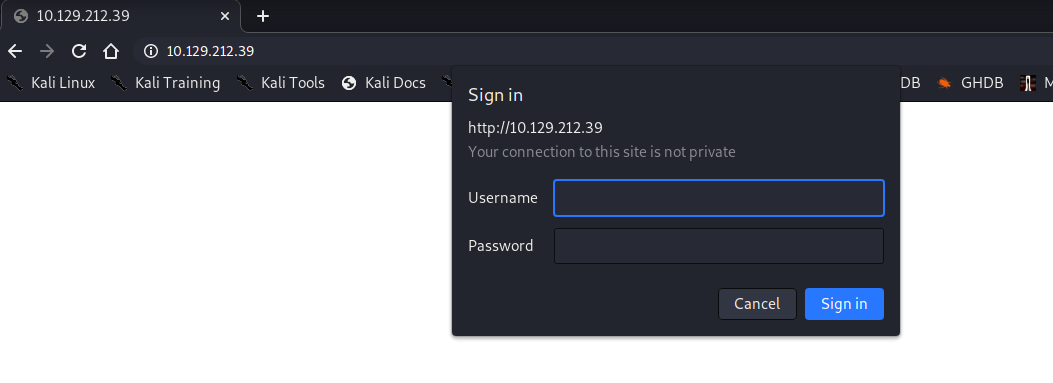 10.129.212.39
10.129.212.39
Kali Linux Kali Training Kali Tools Kali Docs DB GHDB M
Sign in
http://10.129.212.39
Your connection to this site is not private
Username
Password
Cancel Sign in